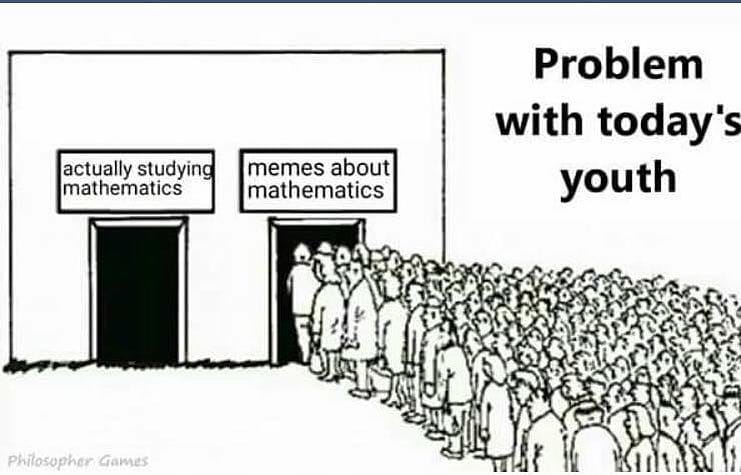 Problem
with today's
youth
actually studying
mathematics
memes about
mathematics
Philosopher Games